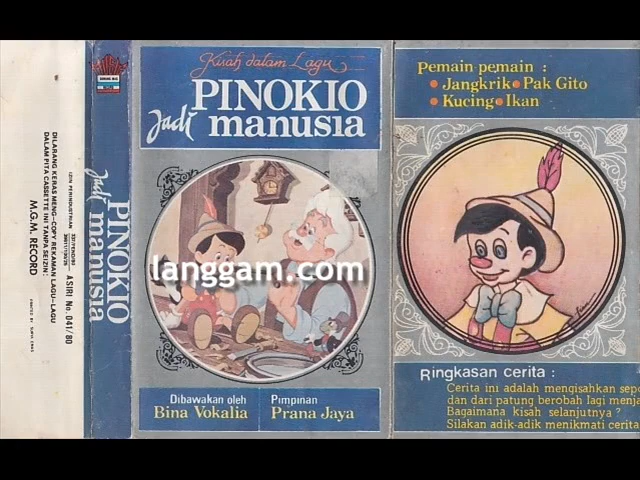 DILARANG KERAS MENG-COPY REKAMAN LAGU-LAGU
DALAM PITA CASSETTE INI TANPA SEIZIN:
M.G.M. RECORD
IZIN PERINDUSTRIAN
ASIRI No. 041/80
PINOKIO
Jadi manusia
Kisah dalam Lagu
PINOKIO
Jadi manusia
langgam.com
Dibawakan oleh
Bina Vokalia
Pimpinan
Prana Jaya
Pemain-pemain :
• Jangkrik • Pak Gito
• Kucing • Ikan
Ringkasan cerita :
Cerita ini adalah mengisahkan sepo
dan dari patung berobah lagi menja
Bagaimana kisah selanjutnya ?
Silakan adik-adik menikmati cerita